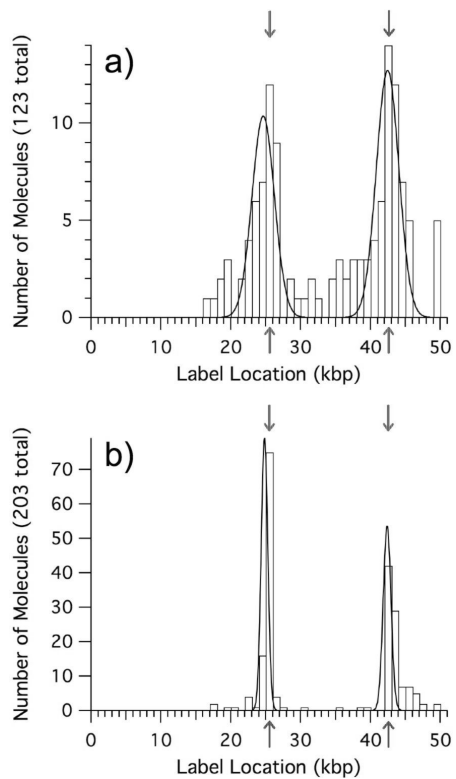 a)
Number of Molecules (123 total)
10
5
0
0 10 20 30 40 50
Label Location (kbp)
b)
Number of Molecules (203 total)
70
60
50
40
30
20
10
0
0 10 20 30 40 50
Label Location (kbp)